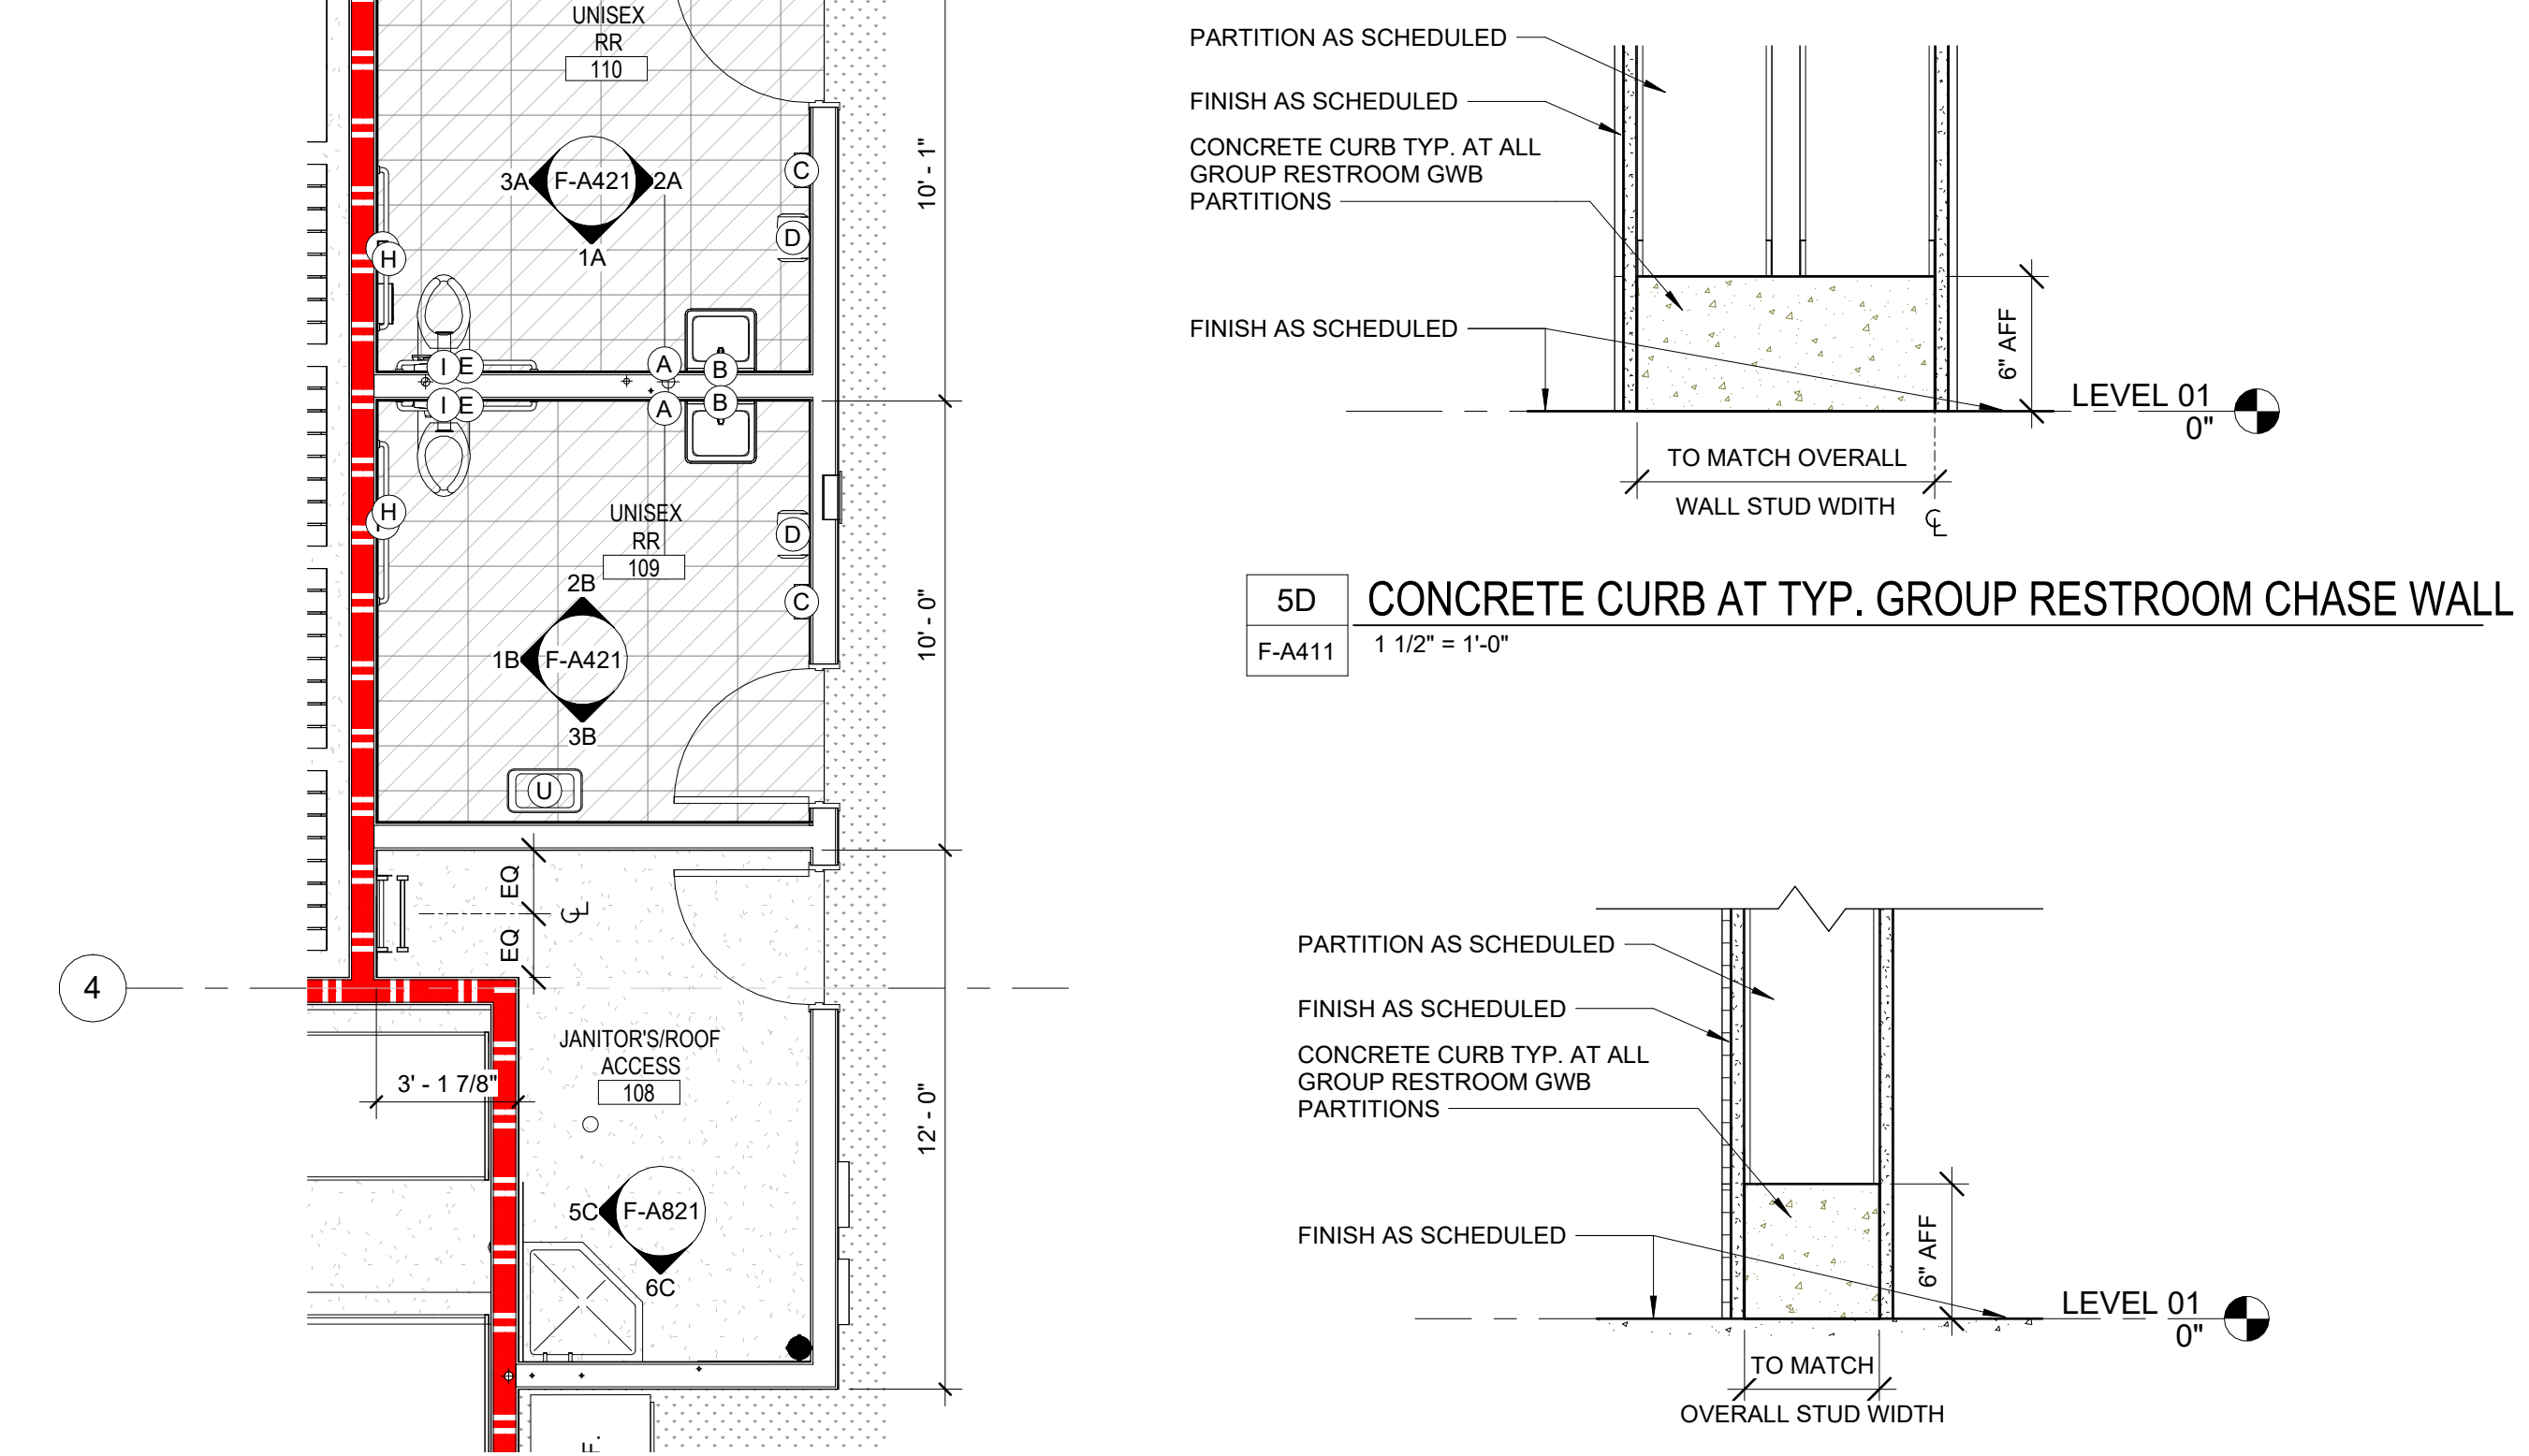 UNISEX
RR
110
3A
F-A421
2A
1A
C
D
H
I
E
A
B
10' - 1"
I
E
A
B
H
D
C
UNISEX
RR
109
2B
1B
F-A421
3B
U
10' - 0"
EQ
EQ
CL
4
3' - 1 7/8"
JANITOR'S/ROOF
ACCESS
108
5C
F-A821
6C
12' - 0"
PARTITION AS SCHEDULED
FINISH AS SCHEDULED
CONCRETE CURB TYP. AT ALL
GROUP RESTROOM GWB
PARTITIONS
FINISH AS SCHEDULED
6" AFF
LEVEL 01
0"
TO MATCH OVERALL
WALL STUD WDITH
CL
5D
F-A411
CONCRETE CURB AT TYP. GROUP RESTROOM CHASE WALL
1 1/2" = 1'-0"
PARTITION AS SCHEDULED
FINISH AS SCHEDULED
CONCRETE CURB TYP. AT ALL
GROUP RESTROOM GWB
PARTITIONS
FINISH AS SCHEDULED
6" AFF
LEVEL 01
0"
TO MATCH
OVERALL STUD WIDTH